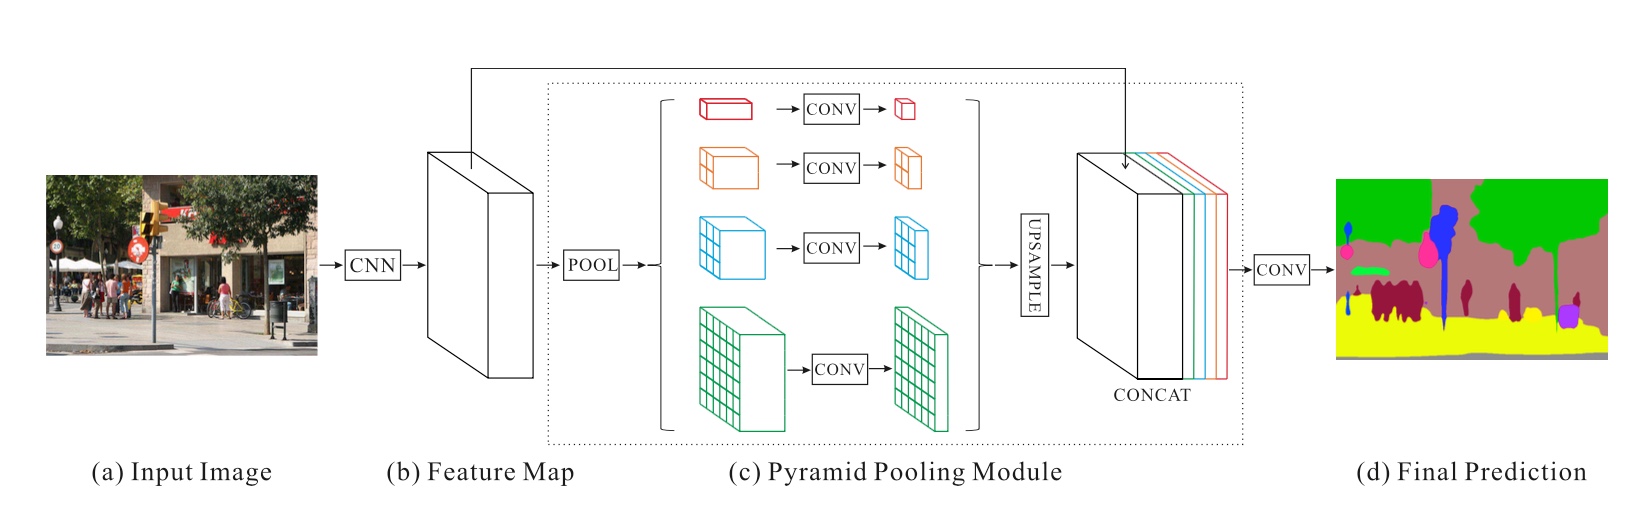 CNN
POOL
CONV
CONV
CONV
CONV
UPSAMPLE
CONCAT
CONV
(a) Input Image
(b) Feature Map
(c) Pyramid Pooling Module
(d) Final Prediction